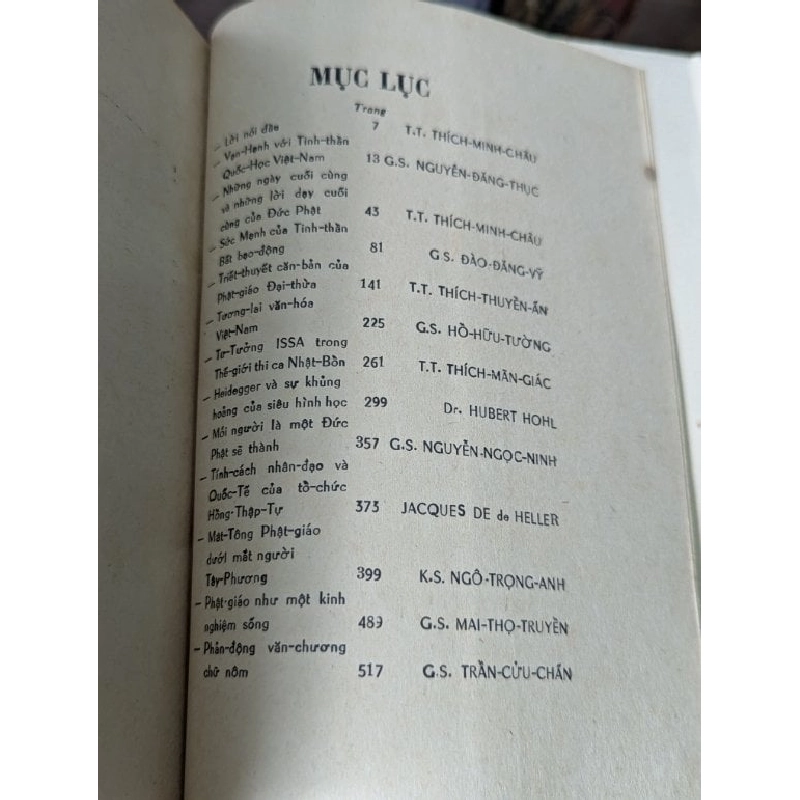 MỤC LỤC
Trang
— Lời nói đầu 7 T.T. THÍCH-MINH-CHÂU
— Vạn-Hạnh với Tinh-thần
Quốc-Học Việt-Nam 13 G.S. NGUYỄN-ĐĂNG-THỤC
— Những ngày cuối cùng
và những lời dạy cuối
cùng của Đức Phật 43 T.T. THÍCH-MINH-CHÂU
— Sức Mạnh của Tinh-thần
Bất bạo-động 81 G.S. ĐÀO-ĐĂNG-VỸ
— Triết-thuyết căn-bản của
Phật-giáo Đại-thừa 141 T.T. THÍCH-THUYỀN-ẤN
— Tương-lai văn-hóa
Việt-Nam 225 G.S. HỒ-HỮU-TƯỜNG
— Tư-Tưởng ISSA trong
Thế-giới thi ca Nhật-Bồn 261 T.T. THÍCH-MÃN-GIÁC
— Heidegger và sự khủng
hoảng của siêu hình học 299 Dr. HUBERT HOHL
— Mỗi người là một Đức
Phật sẽ thành 357 G.S. NGUYỄN-NGỌC-NINH
— Tính-cách nhân-đạo và
Quốc-Tế của tổ-chức
Hồng-Thập-Tự 373 JACQUES DE de HELLER
— Mật-Tông Phật-giáo
dưới mắt người
Tây-Phương 399 K.S. NGÔ-TRỌNG-ANH
— Phật-giáo như một kinh
nghiệm sống 489 G.S. MAI-THỌ-TRUYỀN
— Phản-động văn-chương
chữ nôm 517 G.S. TRẦN-CỬU-CHẤN